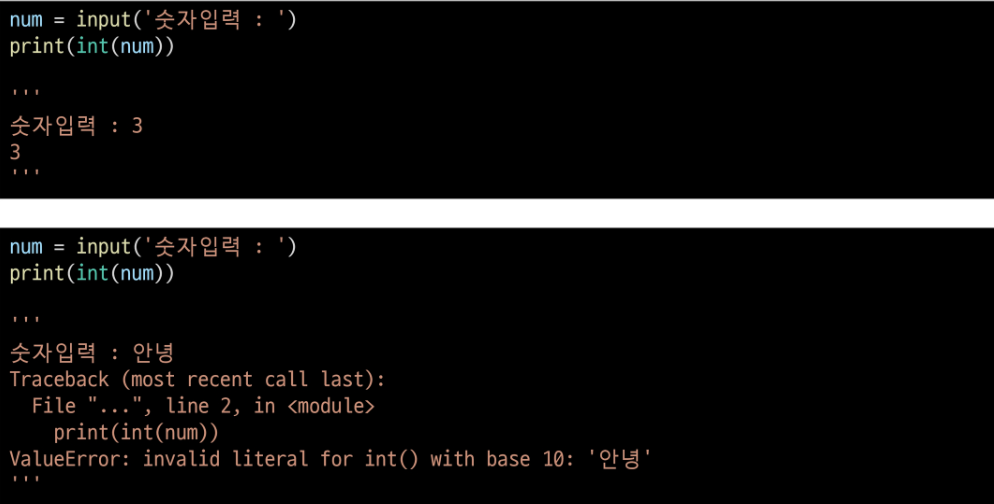 num = input('숫자입력 : ')
print(int(num))
'''
숫자입력 : 3
3
'''
num = input('숫자입력 : ')
print(int(num))
'''
숫자입력 : 안녕
Traceback (most recent call last):
  File "...", line 2, in <module>
    print(int(num))
ValueError: invalid literal for int() with base 10: '안녕'
'''